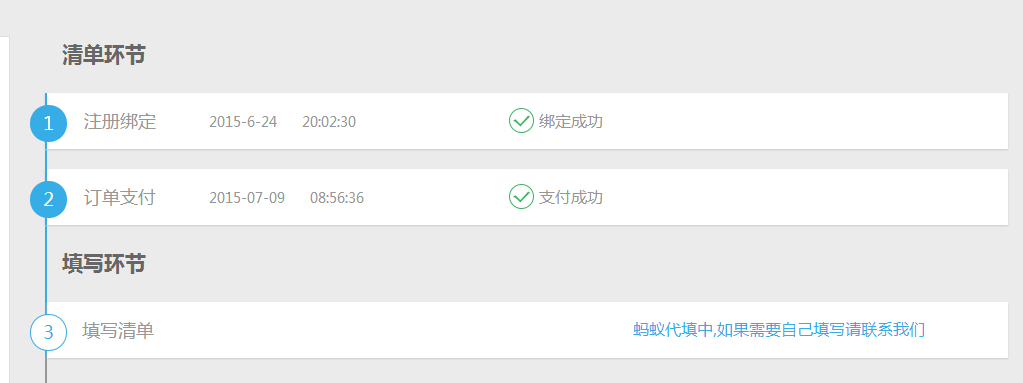 清单环节
1 注册绑定 2015-6-24 20:02:30 绑定成功
2 订单支付 2015-07-09 08:56:36 支付成功
填写环节
3 填写清单 蚂蚁代填中,如果需要自己填写请联系我们